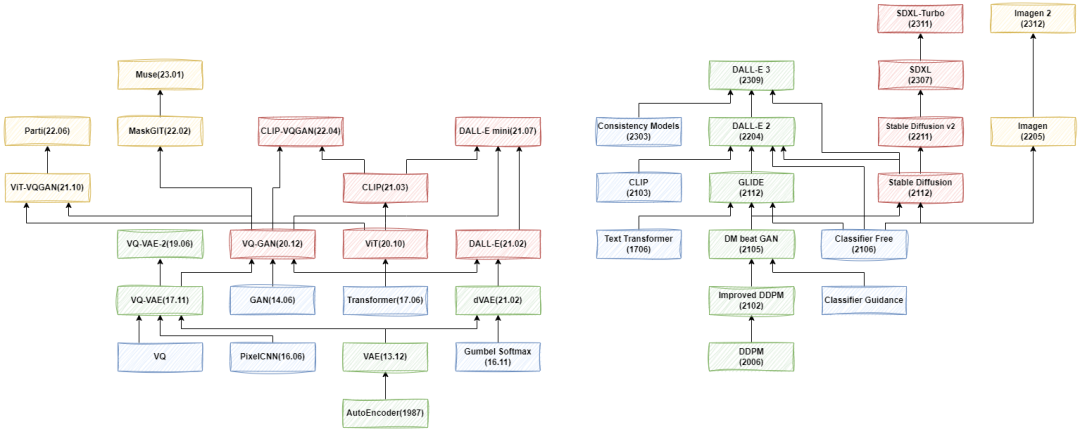 SDXL-Turbo
(2311)
Imagen 2
(2312)
Muse(23.01)
DALL-E 3
(2309)
SDXL
(2307)
Parti(22.06)
MaskGIT(22.02)
CLIP-VQGAN(22.04)
DALL-E mini(21.07)
Consistency Models
(2303)
DALL-E 2
(2204)
Stable Diffusion v2
(2211)
Imagen
(2205)
ViT-VQGAN(21.10)
CLIP(21.03)
CLIP
(2103)
GLIDE
(2112)
Stable Diffusion
(2112)
VQ-VAE-2(19.06)
VQ-GAN(20.12)
ViT(20.10)
DALL-E(21.02)
Text Transformer
(1706)
DM beat GAN
(2105)
Classifier Free
(2106)
VQ-VAE(17.11)
GAN(14.06)
Transformer(17.06)
dVAE(21.02)
Improved DDPM
(2102)
Classifier Guidance
VQ
PixelCNN(16.06)
VAE(13.12)
Gumbel Softmax
(16.11)
DDPM
(2006)
AutoEncoder(1987)